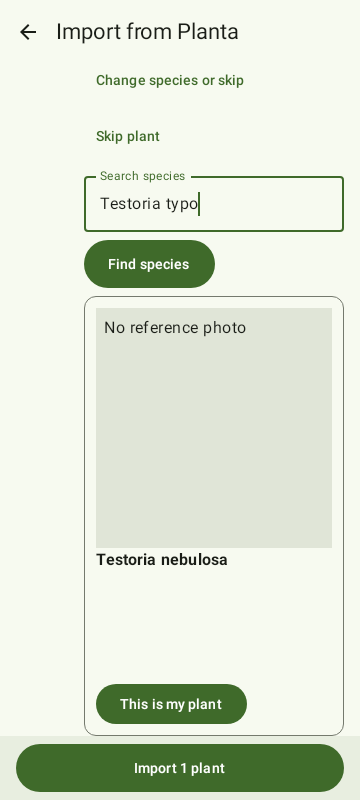 Import from Planta
Change species or skip
Skip plant
Search species
Testoria typo
Find species
No reference photo
Testoria nebulosa
This is my plant
Import 1 plant